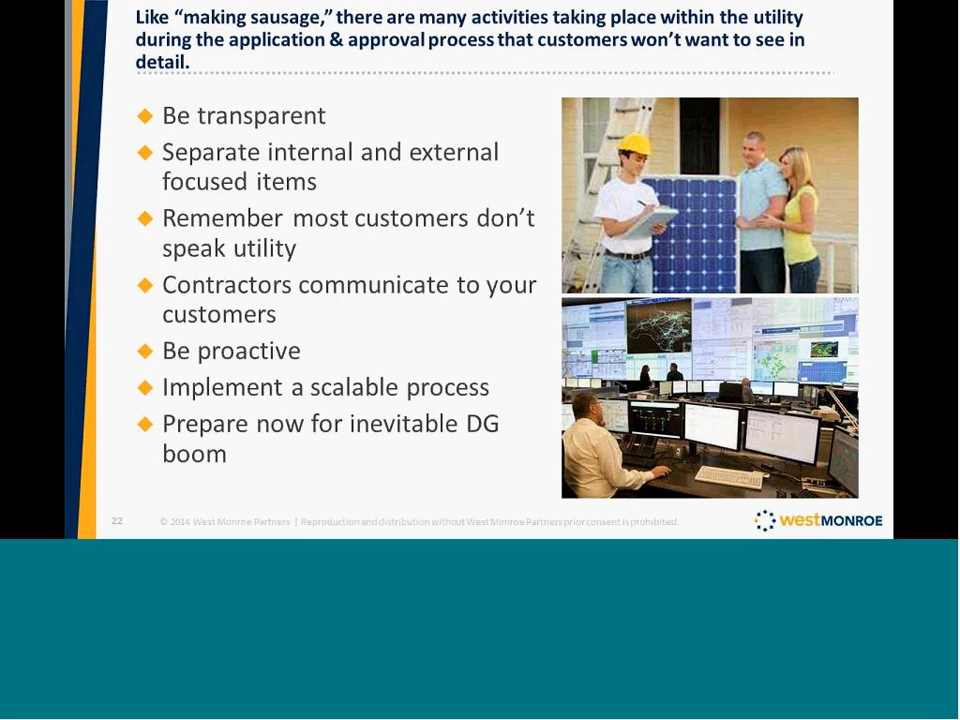 Like “making sausage,” there are many activities taking place within the utility
during the application & approval process that customers won’t want to see in
detail.
Be transparent
Separate internal and external
focused items
Remember most customers don’t
speak utility
Contractors communicate to your
customers
Be proactive
Implement a scalable process
Prepare now for inevitable DG
boom
22 © 2014 West Monroe Partners | Reproduction and distribution without West Monroe Partners prior consent is prohibited.
westMONROE